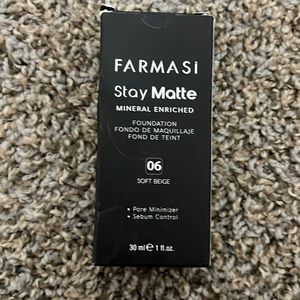 FARMASi
Stay Matte
MINERAL ENRICHED
FOUNDATION
FONDO DE MAQUILLAJE
FOND DE TEINT
06
SOFT BEIGE
• Pore Minimizer
• Sebum Control
30 ml ℮ 1 fl.oz.